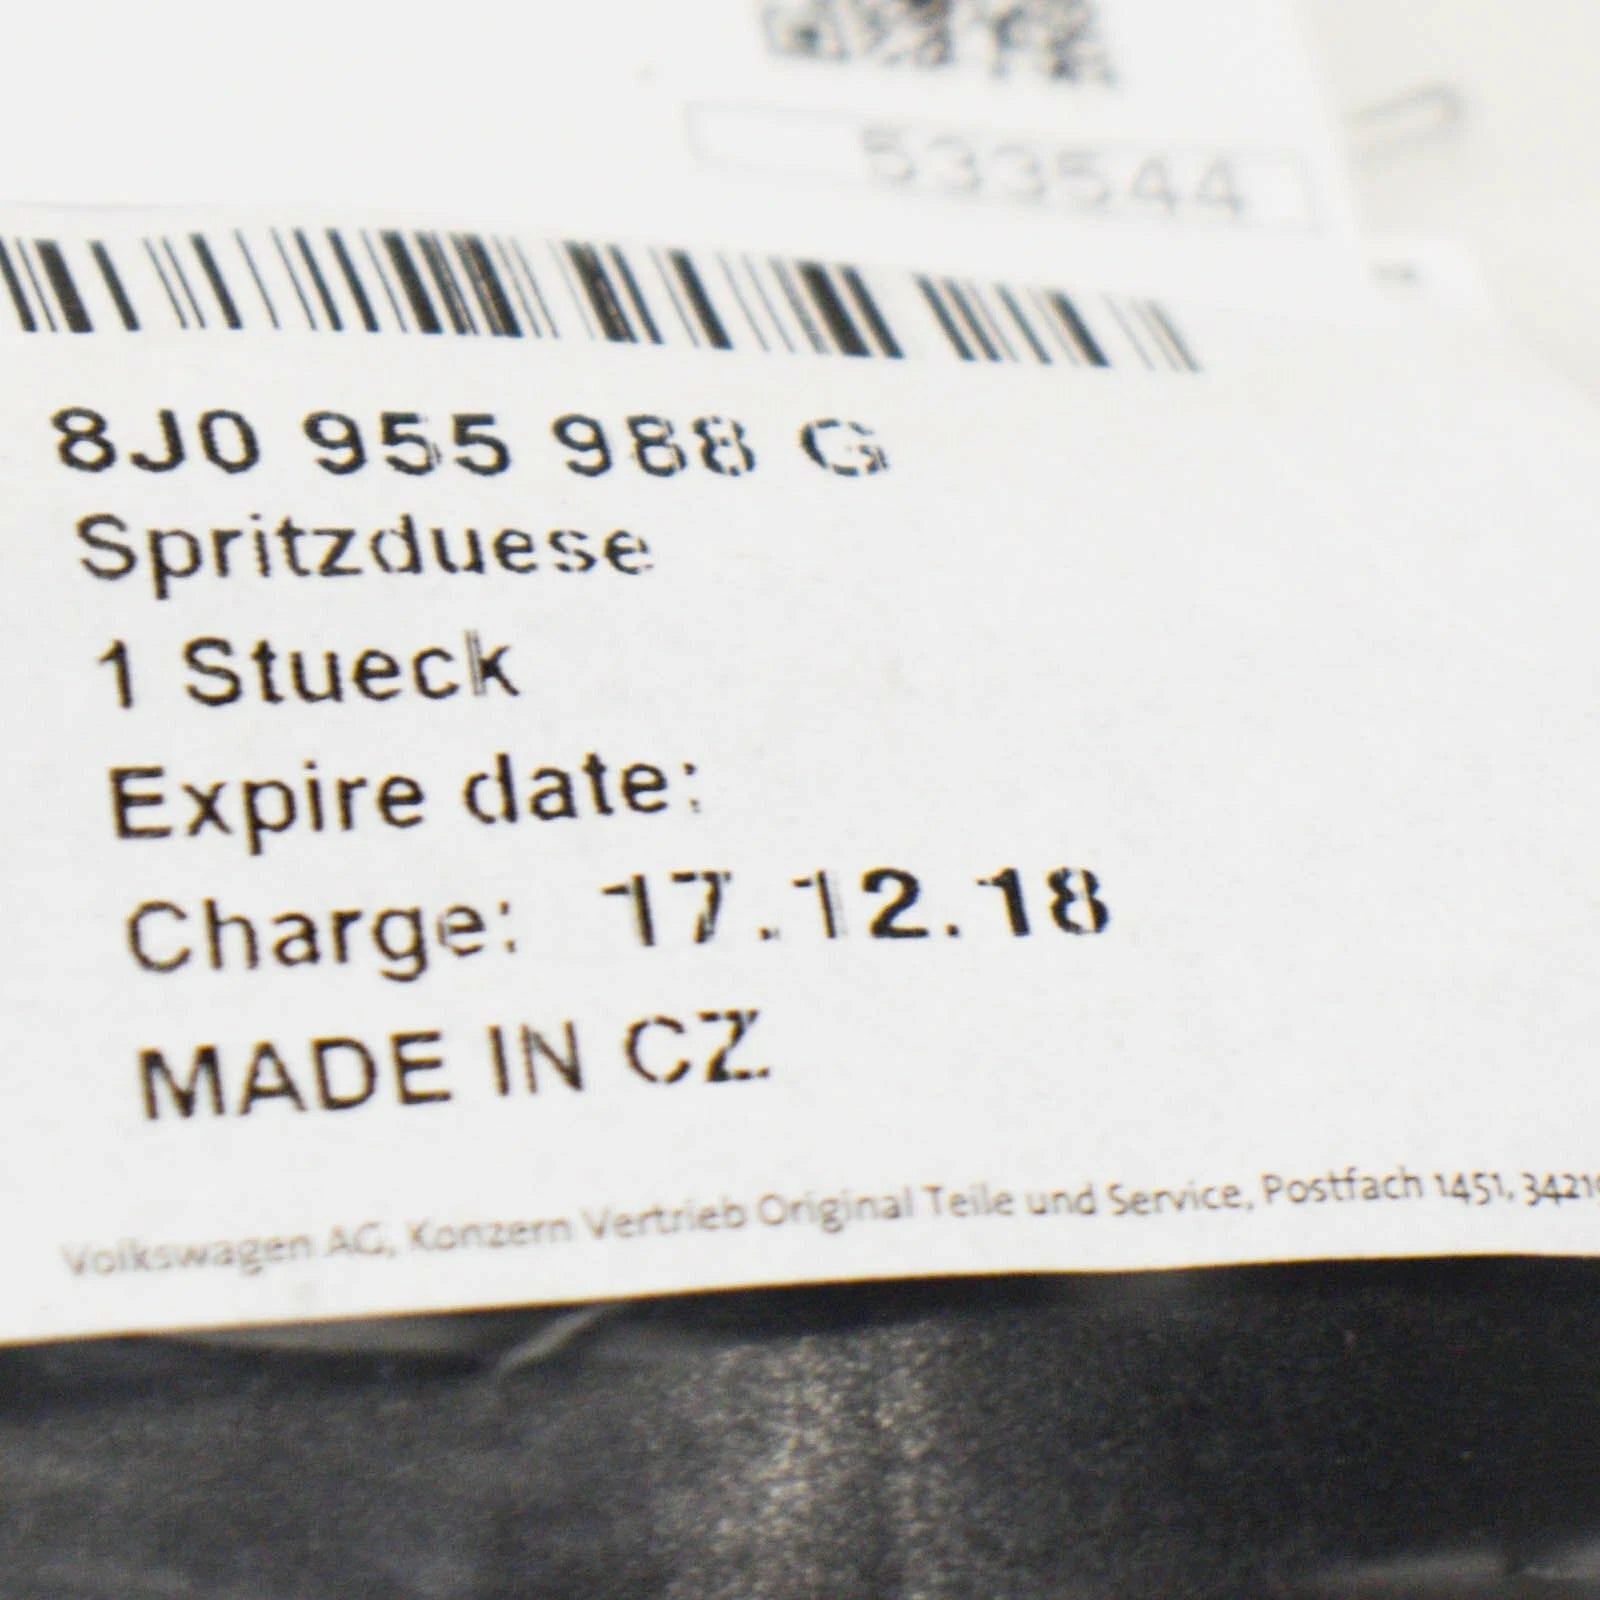 533544
8J0 955 988 G
Spritzduese
1 Stueck
Expire date:
Charge: 17.12.18
MADE IN CZ
Volkswagen AG, Konzern Vertrieb Original Teile und Service, Postfach 1451, 34219